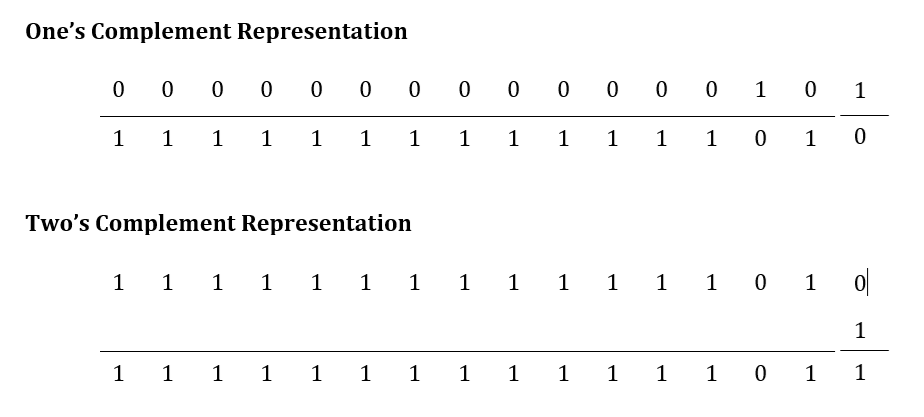 One’s Complement Representation
0 0 0 0 0 0 0 0 0 0 0 0 0 1 0 1
1 1 1 1 1 1 1 1 1 1 1 1 1 0 1 0
Two’s Complement Representation
1 1 1 1 1 1 1 1 1 1 1 1 1 0 1 0
1
1 1 1 1 1 1 1 1 1 1 1 1 1 0 1 1